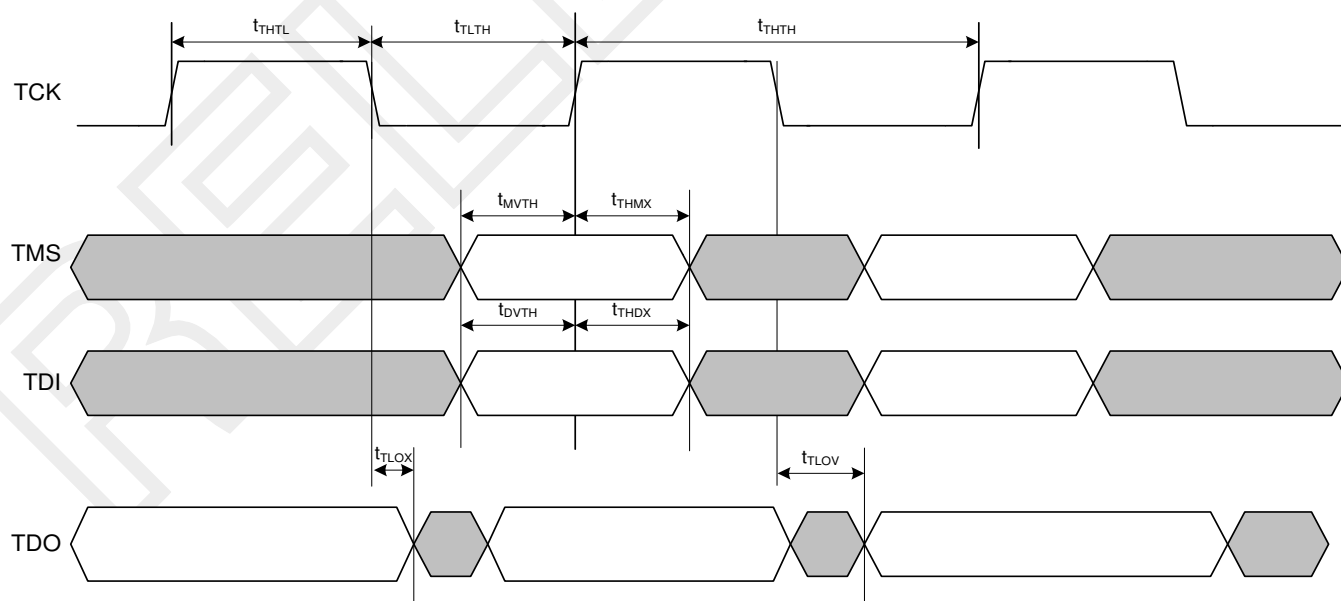 tTHTL tTLTH tTHTH
TCK
tMVTH tTHMX
TMS
tDVTH tTHDX
TDI
tTLOX tTLOV
TDO